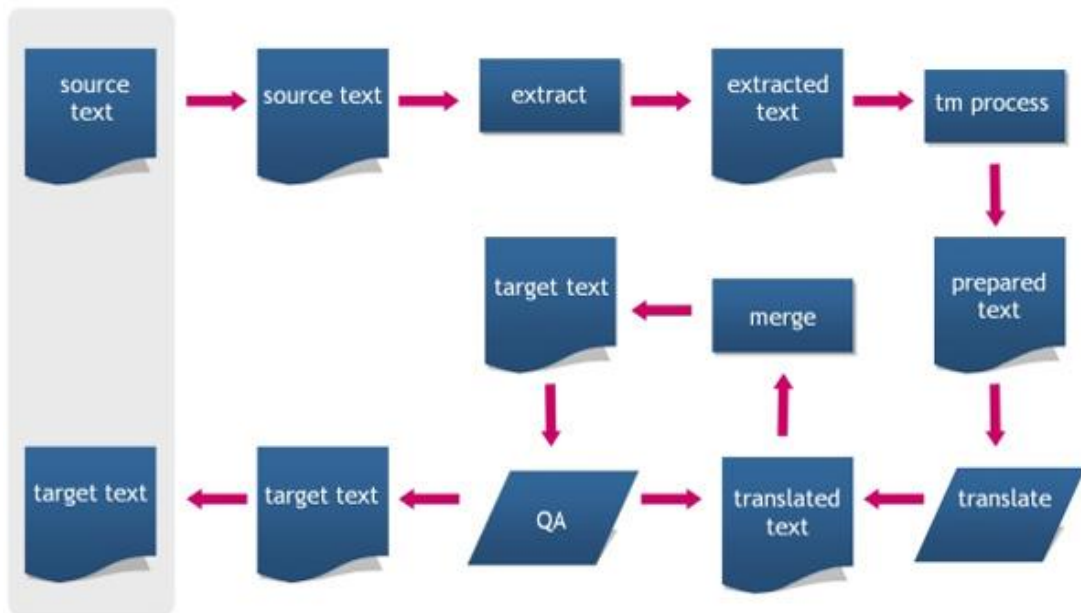 source
text
source text
extract
extracted
text
tm process
target text
merge
prepared
text
target text
target text
QA
translated
text
translate